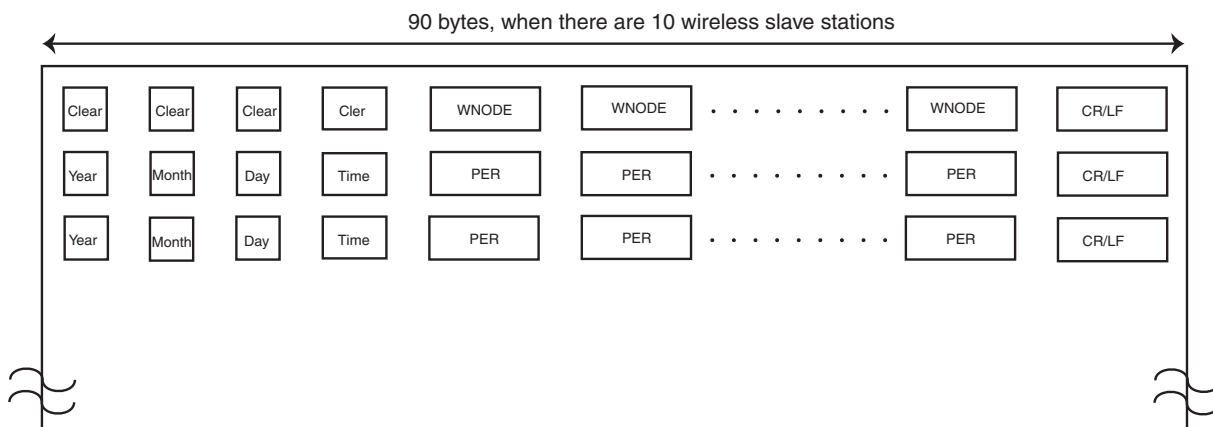 90 bytes, when there are 10 wireless slave stations
Clear Clear Clear Cler WNODE WNODE . . . . . . . . . WNODE CR/LF
Year Month Day Time PER PER . . . . . . . . . PER CR/LF
Year Month Day Time PER PER . . . . . . . . . PER CR/LF